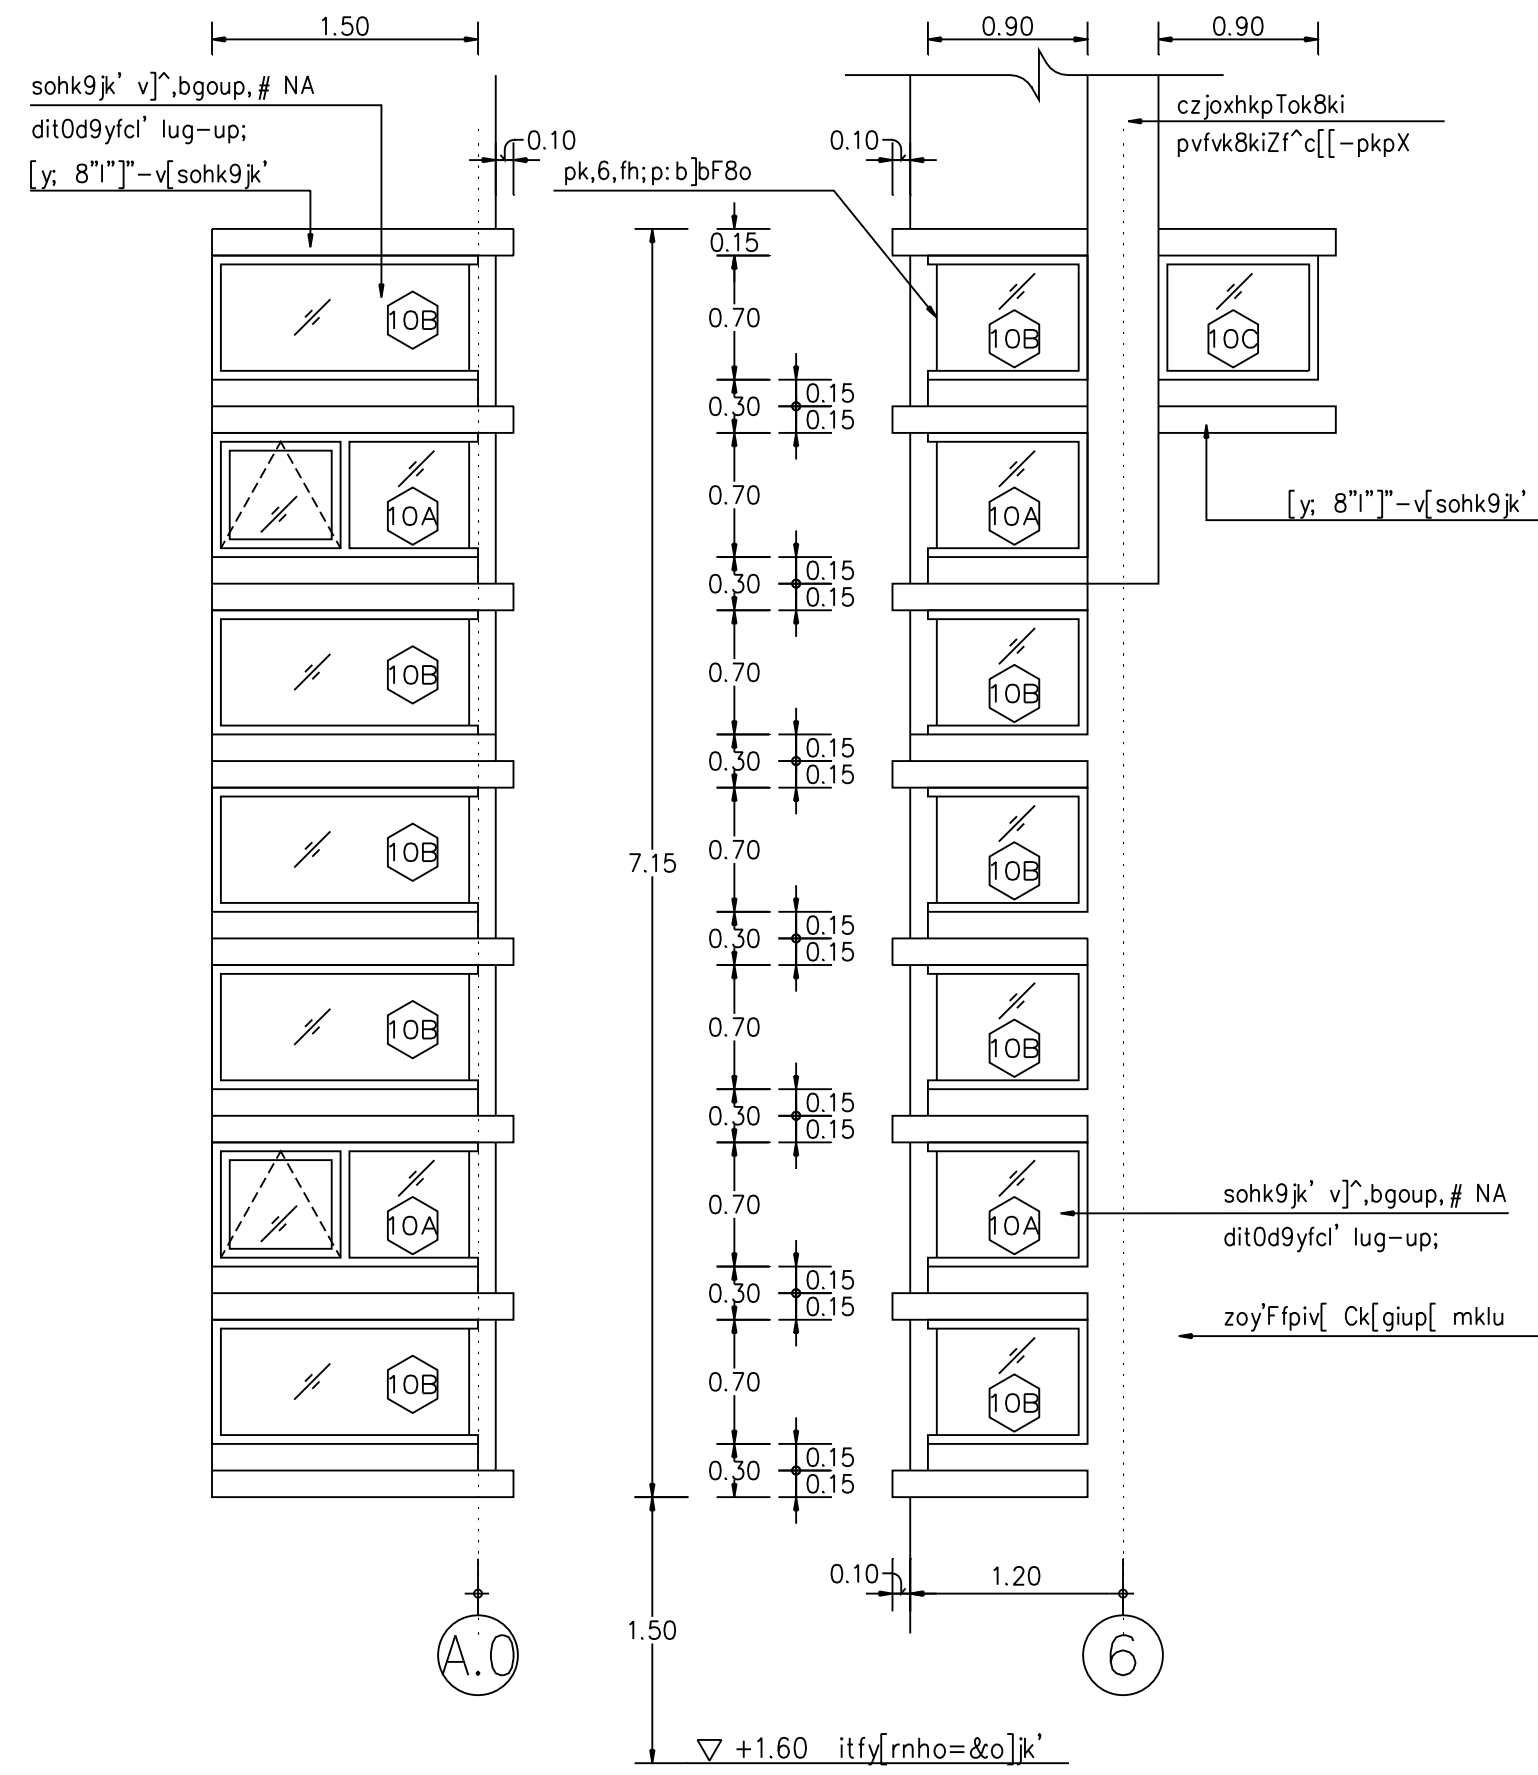 1.50
0.90
0.90
sohk9jk' v]^,bgoup,# NA
dit0d9yfcl' lug-up;
[y; 8"l"]"-v[sohk9jk'
0.10
pk,6,fh;p:b]bF8o
0.10
czjoxhkpTok8ki
pvfvk8kiZf^c[[-pkpX
0.15
10B
0.70
10B
10C
0.15
0.30
0.15
10A
0.70
10A
[y; 8"l"]"-v[sohk9jk'
0.15
0.30
0.15
10B
0.70
10B
0.15
0.30
0.15
7.15
10B
0.70
10B
0.15
0.30
0.15
10B
0.70
10B
0.15
0.30
0.15
10A
0.70
10A
sohk9jk' v]^,bgoup,# NA
dit0d9yfcl' lug-up;
0.15
0.30
0.15
zoy'Ffpiv[ Ck[giup[ mklu
10B
0.70
10B
0.15
0.30
0.15
0.10
1.20
1.50
A.0
6
+1.60 itfy[rnho=&o]jk'